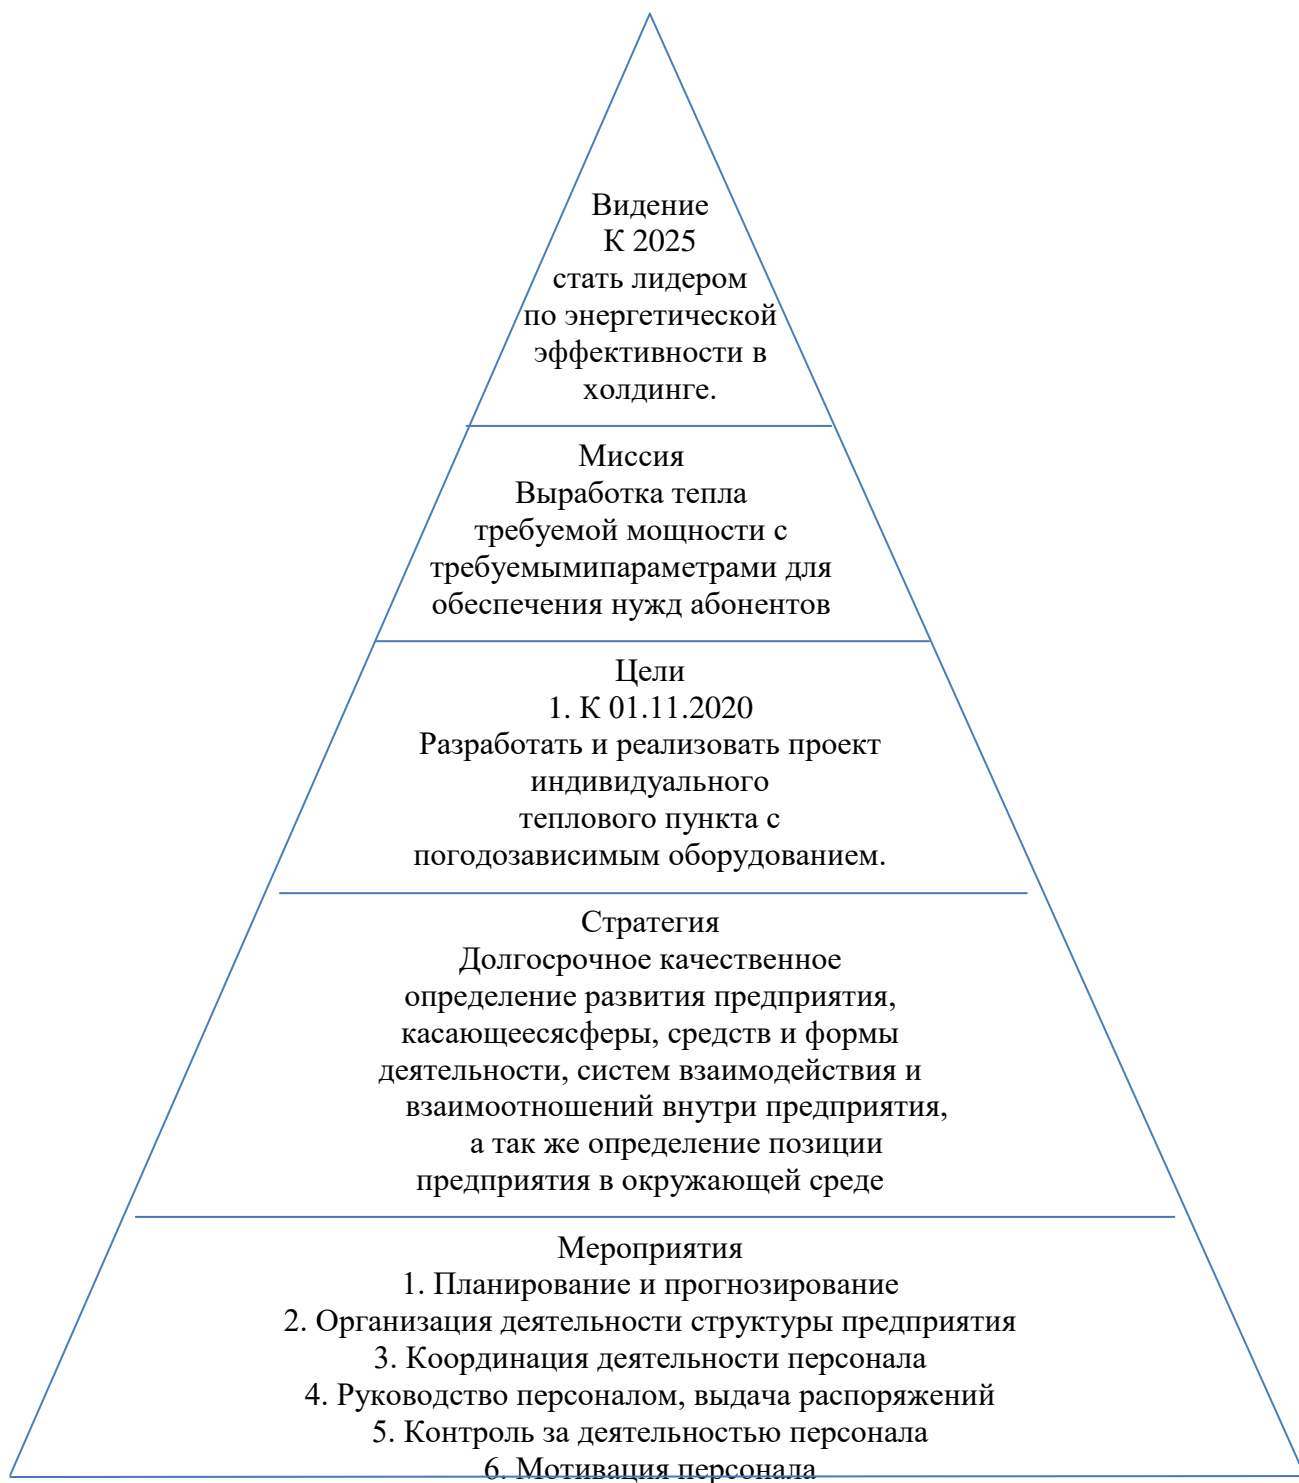 Видение
К 2025
стать лидером
по энергетической
эффективности в
холдинге.
Миссия
Выработка тепла
требуемой мощности с
требуемымипараметрами для
обеспечения нужд абонентов
Цели
1. К 01.11.2020
Разработать и реализовать проект
индивидуального
теплового пункта с
погодозависимым оборудованием.
Стратегия
Долгосрочное качественное
определение развития предприятия,
касающеесясферы, средств и формы
деятельности, систем взаимодействия и
взаимоотношений внутри предприятия,
а так же определение позиции
предприятия в окружающей среде
Мероприятия
1. Планирование и прогнозирование
2. Организация деятельности структуры предприятия
3. Координация деятельности персонала
4. Руководство персоналом, выдача распоряжений
5. Контроль за деятельностью персонала
6. Мотивация персонала